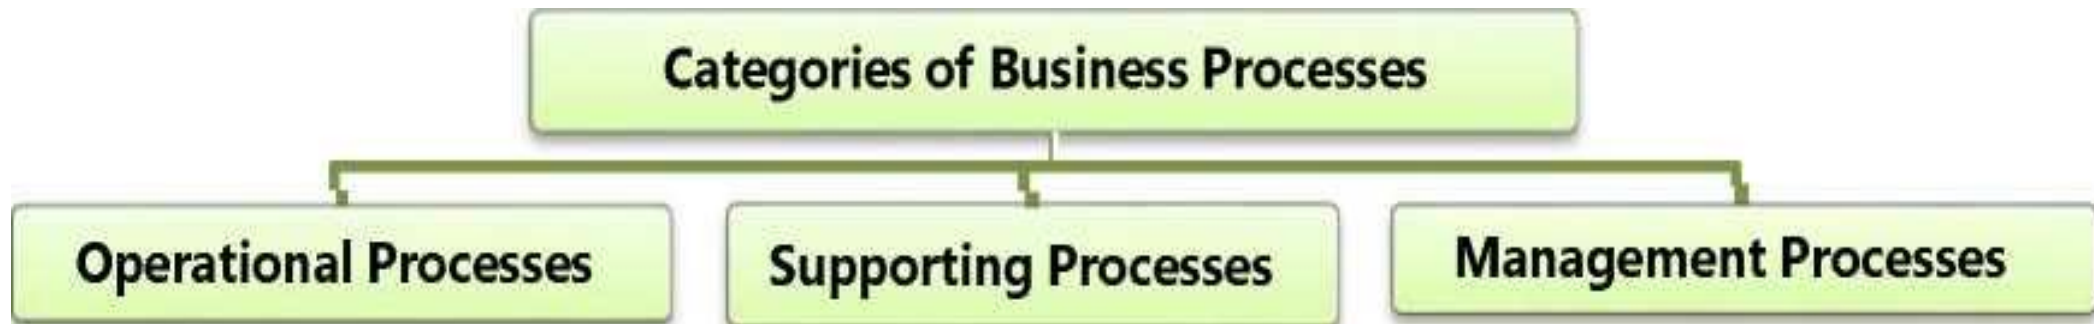 Categories of Business Processes
Operational Processes
Supporting Processes
Management Processes